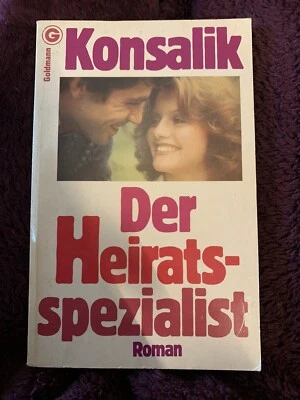 G
Goldmann
Konsalik
Der
Heirats-
spezialist
Roman